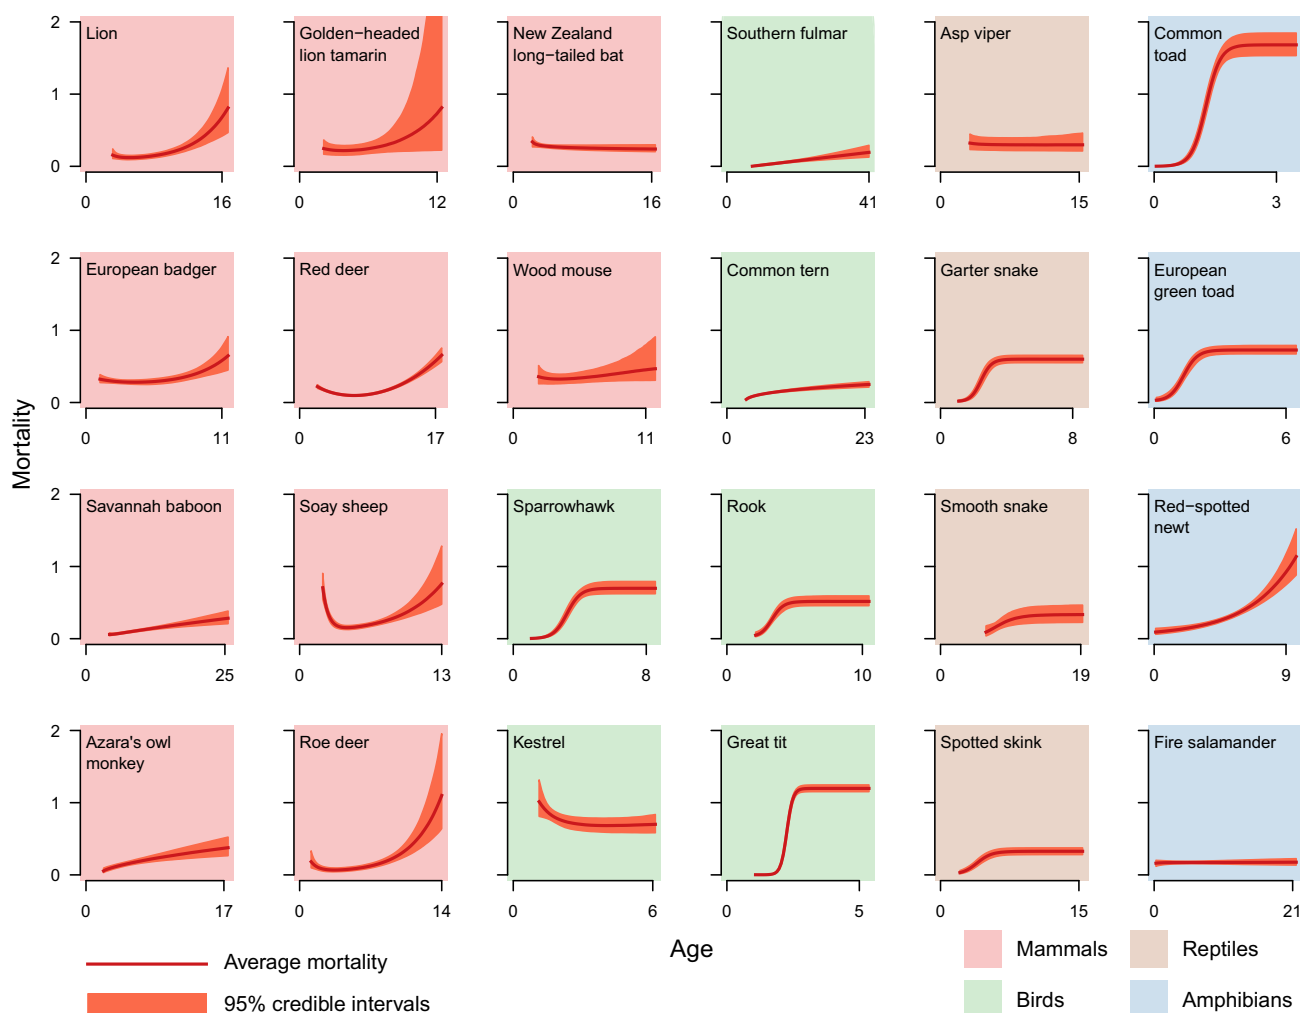 2
1
0
Lion
0 16
Golden−headed
lion tamarin
0 12
New Zealand
long−tailed bat
0 16
Southern fulmar
0 41
Asp viper
0 15
Common
toad
0 3
2
1
0
European badger
0 11
Red deer
0 17
Wood mouse
0 11
Common tern
0 23
Garter snake
0 8
European
green toad
0 6
Mortality
2
1
0
Savannah baboon
0 25
Soay sheep
0 13
Sparrowhawk
0 8
Rook
0 10
Smooth snake
0 19
Red−spotted
newt
0 9
2
1
0
Azara's owl
monkey
0 17
Roe deer
0 14
Kestrel
0 6
Great tit
0 5
Spotted skink
0 15
Fire salamander
0 21
Age
Average mortality
95% credible intervals
Mammals
Reptiles
Birds
Amphibians